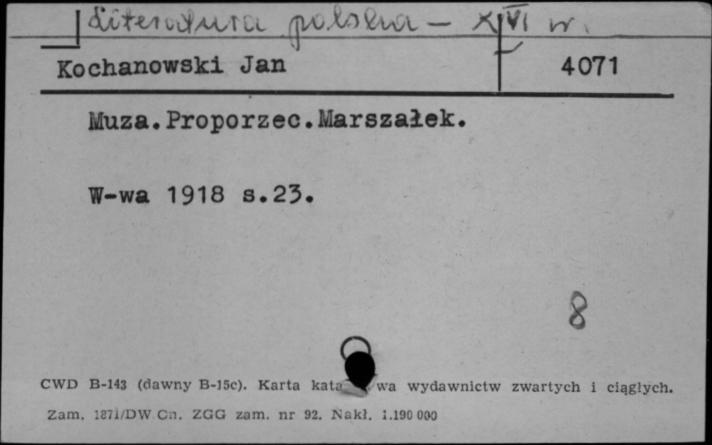 Literatura polska - XVI w.
Kochanowski Jan 4071
Muza.Proporzec.Marszałek.
W-wa 1918 s.23.
8
CWD B-143 (dawny B-15c). Karta kata wa wydawnictw zwartych i ciągłych.
Zam. 1871/DW Cn. ZGG zam. nr 92. Nakł. 1.190 000